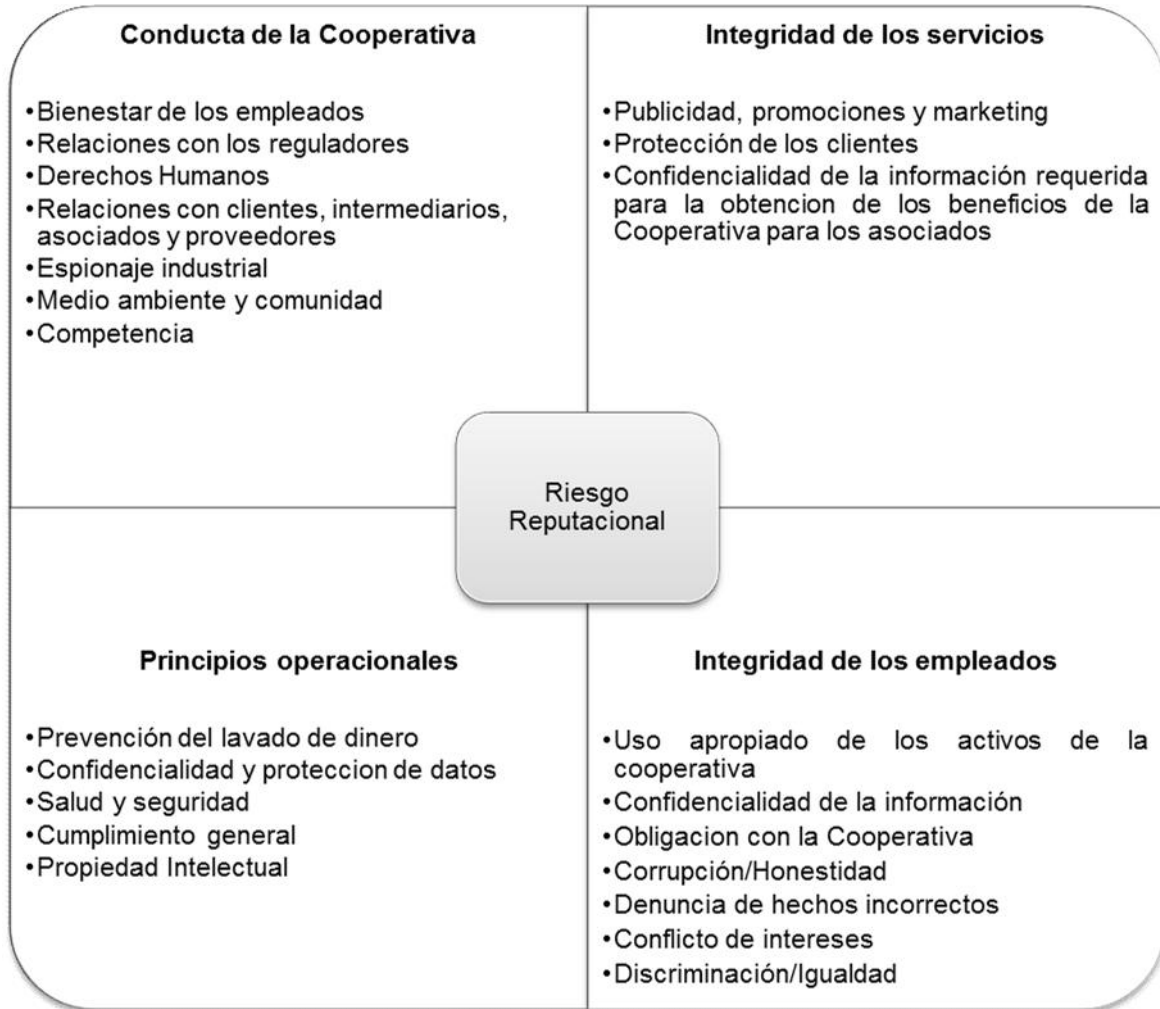 Conducta de la Cooperativa
•Bienestar de los empleados
•Relaciones con los reguladores
•Derechos Humanos
•Relaciones con clientes, intermediarios,
asociados y proveedores
•Espionaje industrial
•Medio ambiente y comunidad
•Competencia
Integridad de los servicios
•Publicidad, promociones y marketing
•Protección de los clientes
•Confidencialidad de la información requerida
para la obtencion de los beneficios de la
Cooperativa para los asociados
Riesgo
Reputacional
Principios operacionales
•Prevención del lavado de dinero
•Confidencialidad y proteccion de datos
•Salud y seguridad
•Cumplimiento general
•Propiedad Intelectual
Integridad de los empleados
•Uso apropiado de los activos de la
cooperativa
•Confidencialidad de la información
•Obligacion con la Cooperativa
•Corrupción/Honestidad
•Denuncia de hechos incorrectos
•Conflicto de intereses
•Discriminación/Igualdad